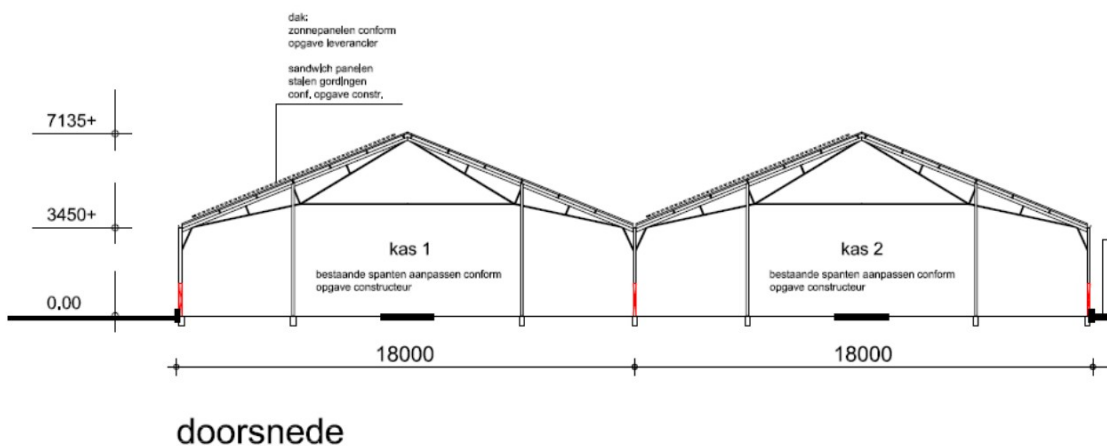 dak:
zonnepanelen conform
opgave leverancier
sandwich panelen
stalen gordingen
conf. opgave constr.
7135+
3450+
0,00
kas 1
bestaande spanten aanpassen conform
opgave constructeur
kas 2
bestaande spanten aanpassen conform
opgave constructeur
18000
18000
doorsnede